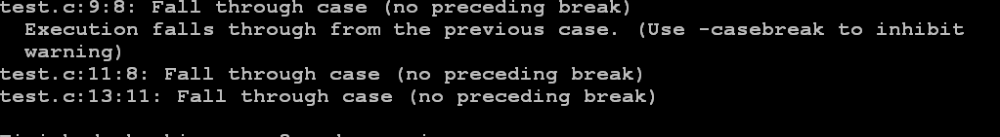 test.c:9:8: Fall through case (no preceding break)
Execution falls through from the previous case. (Use -casebreak to inhibit
warning)
test.c:11:8: Fall through case (no preceding break)
test.c:13:11: Fall through case (no preceding break)